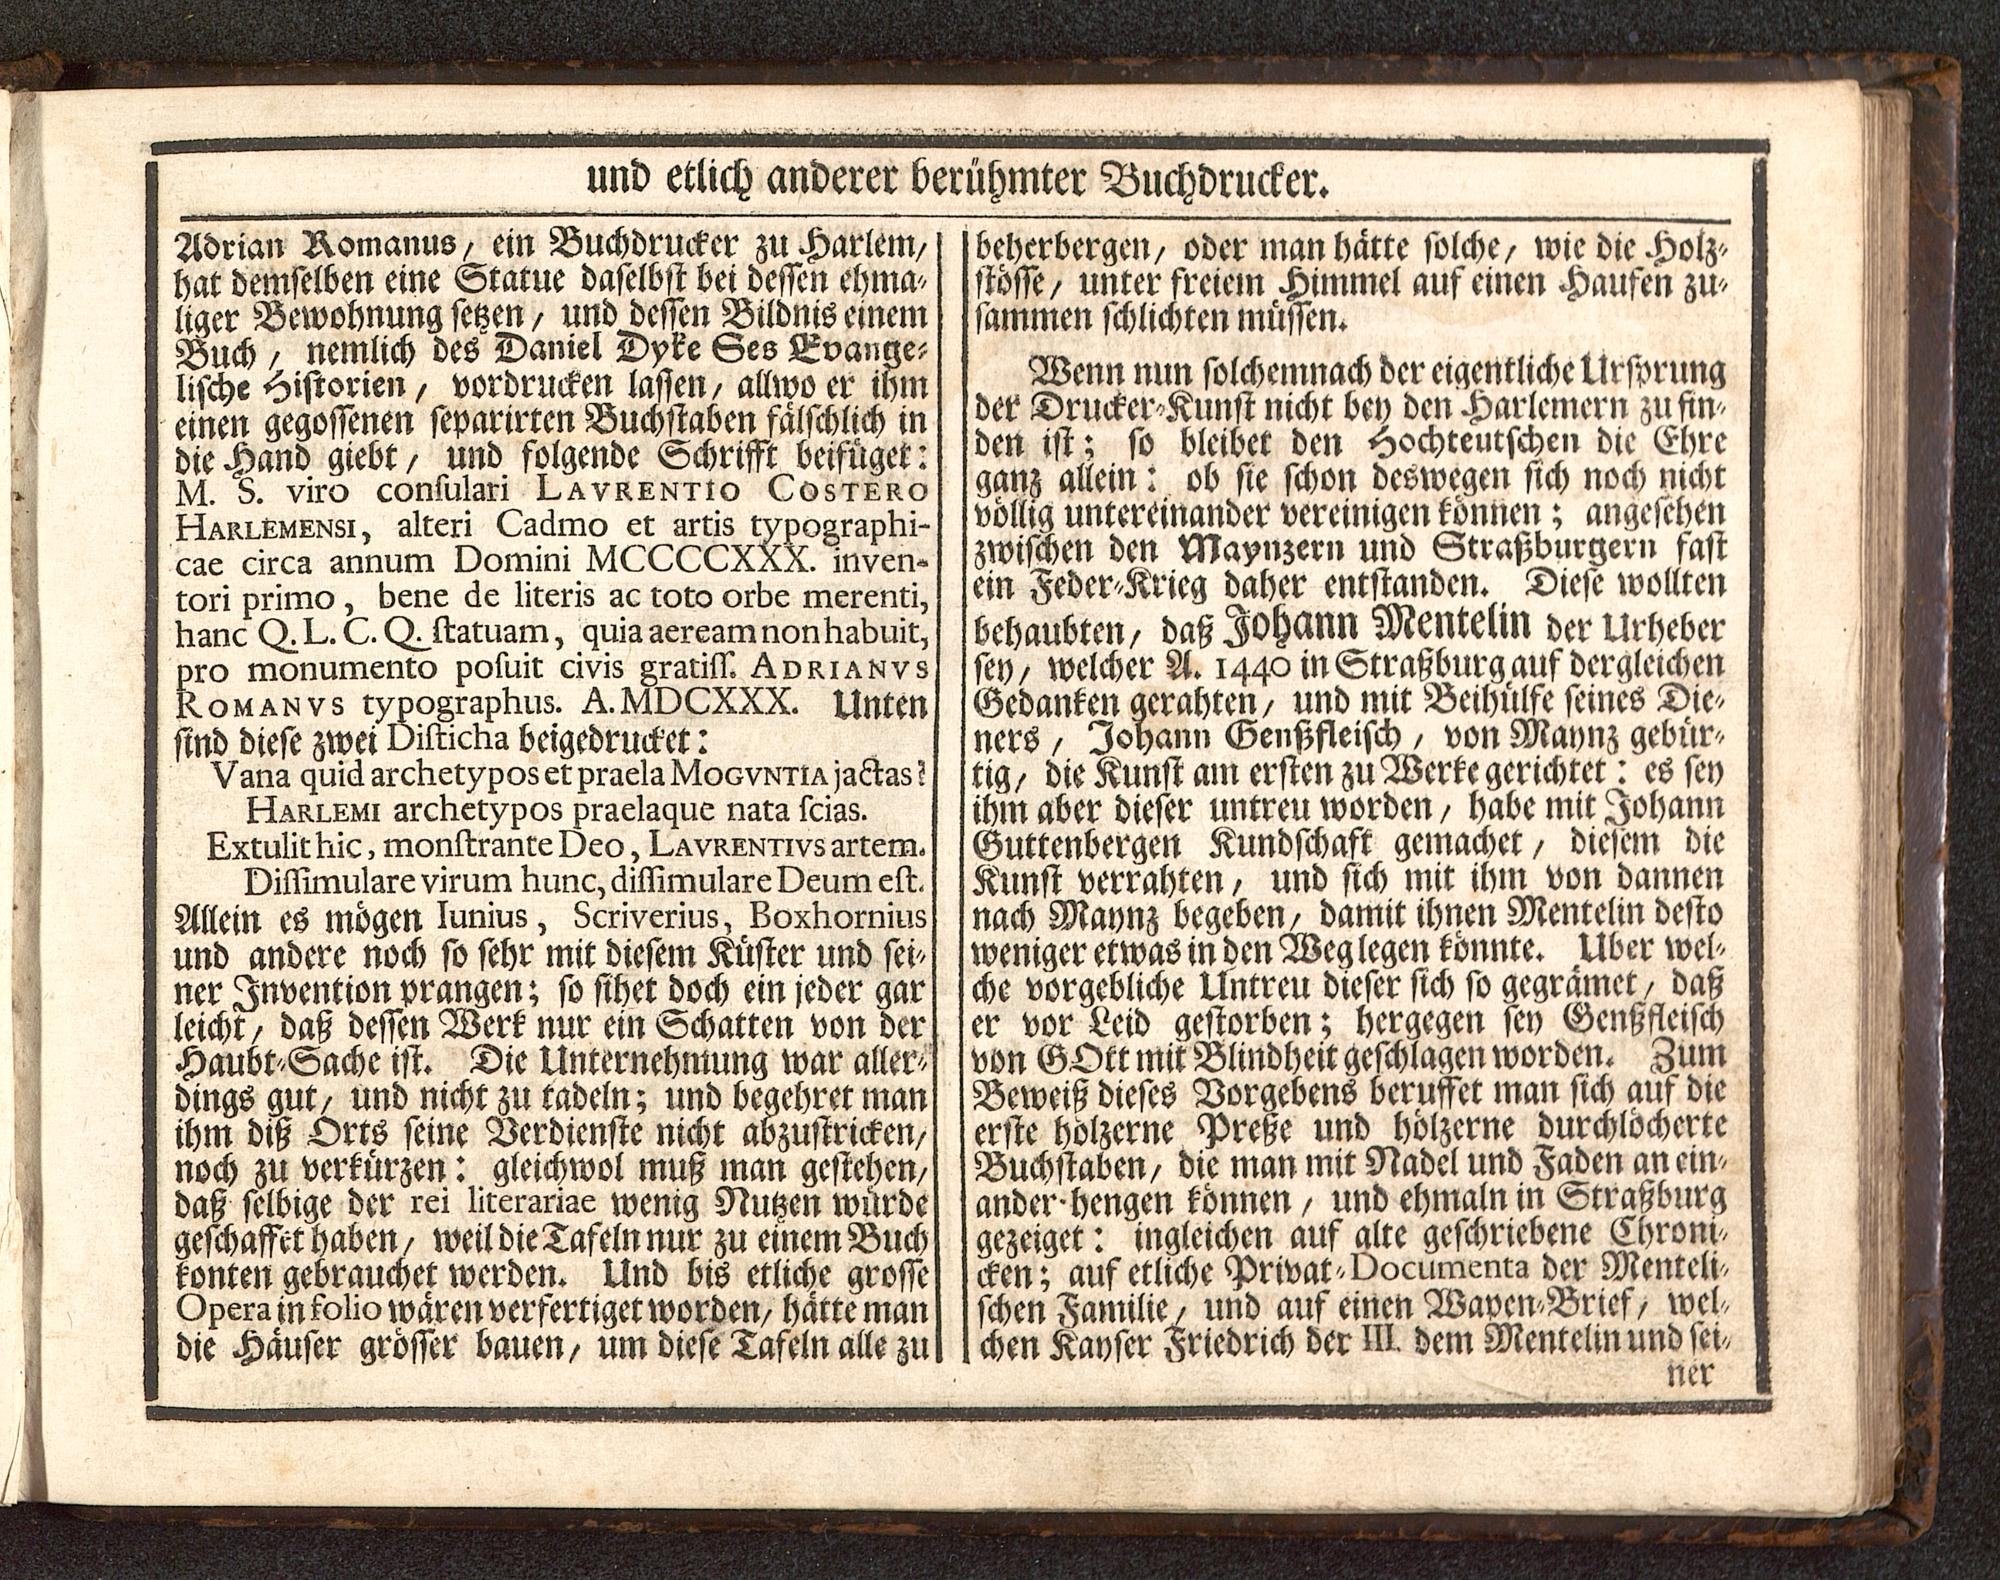 und etlich anderer berühmter Buchdrucker.
Adrian Romanus, ein Buchdrucker zu Harlem,
hat demselben eine Statue daselbst bei dessen ehma-
liger Bewohnung setzen, und dessen Bildnis einem
Buch, nemlich des Daniel Dyke Ses Evange-
lische Historien, vordrucken lassen, allwo er ihm
einen gegossenen separirten Buchstaben fälschlich in
die Hand giebt, und folgende Schrifft beifüget:
M. S. viro consulari LAVRENTIO COSTERO
HARLEMENSI, alteri Cadmo et artis typographi-
cae circa annum Domini MCCCCCXXX. inven-
tori primo, bene de literis ac toto orbe merenti,
hanc Q. L. C. Q. statuam, quia aeream non habuit,
pro monumento posuit civis gratiss. ADRIANVS
ROMANVS typographus. A. MDCXXX. Unten
sind diese zwei Disticha beigedrucket:
Vana quid archetypos et praela MOGVNTIA jactas?
HARLEMI archetypos praelaque nata scias.
Extulit hic, monstrante Deo, LAVRENTIVS artem.
Dissimulare virum hunc, dissimulare Deum est.
Allein es mögen Iunius, Scriverius, Boxhornius
und andere noch so sehr mit diesem Küster und sei-
ner Invention prangen; so sihet doch ein jeder gar
leicht, daß dessen Werk nur ein Schatten von der
Haubt-Sache ist. Die Unternehmung war aller-
dings gut, und nicht zu tadeln; und begehret man
ihm diß Orts seine Verdienste nicht abzustricken,
noch zu verkürzen: gleichwol muß man gestehen,
daß selbige der rei literariae wenig Nutzen würde
geschaffet haben, weil die Tafeln nur zu einem Buch
konten gebrauchet werden. Und bis etliche grosse
Opera in folio wären verfertiget worden, hätte man
die Häuser grösser bauen, um diese Tafeln alle zu
beherbergen, oder man hätte solche, wie die Holz-
stösse, unter freiem Himmel auf einen Haufen zu-
sammen schlichten müssen.
Wenn nun solchemnach der eigentliche Ursprung
der Drucker-Kunst nicht bey den Harlemern zu fin-
den ist; so bleibet den Hochteutschen die Ehre
ganz allein: ob sie schon deswegen sich noch nicht
völlig untereinander vereinigen können; angesehen
zwischen den Maynzern und Straßburgern fast
ein Feder-Krieg daher entstanden. Diese wollten
behaubten, daß Johann Mentelin der Urheber
sey, welcher A. 1440 in Straßburg auf dergleichen
Gedanken gerahten, und mit Beihülfe seines Die-
ners, Johann Genßfleisch, von Maynz gebür-
tig, die Kunst am ersten zu Werke gerichtet: es sey
ihm aber dieser untreu worden, habe mit Johann
Guttenbergen Kundschaft gemachet, diesem die
Kunst verrahten, und sich mit ihm von dannen
nach Maynz begeben, damit ihnen Mentelin desto
weniger etwas in den Weg legen könnte. Uber wel-
che vorgebliche Untreu dieser sich so gegrämet, daß
er vor Leid gestorben; hergegen sey Genßfleisch
von GOtt mit Blindheit geschlagen worden. Zum
Beweiß dieses Vorgebens beruffet man sich auf die
erste hölzerne Preße und hölzerne durchlöcherte
Buchstaben, die man mit Nadel und Faden an ein-
ander hengen können, und ehmaln in Straßburg
gezeiget: ingleichen auf alte geschriebene Chroni-
cken; auf etliche Privat-Documenta der Menteli-
schen Familie, und auf einen Wapen-Brief, wel-
chen Kayser Friedrich der III. dem Mentelin und sei-
ner